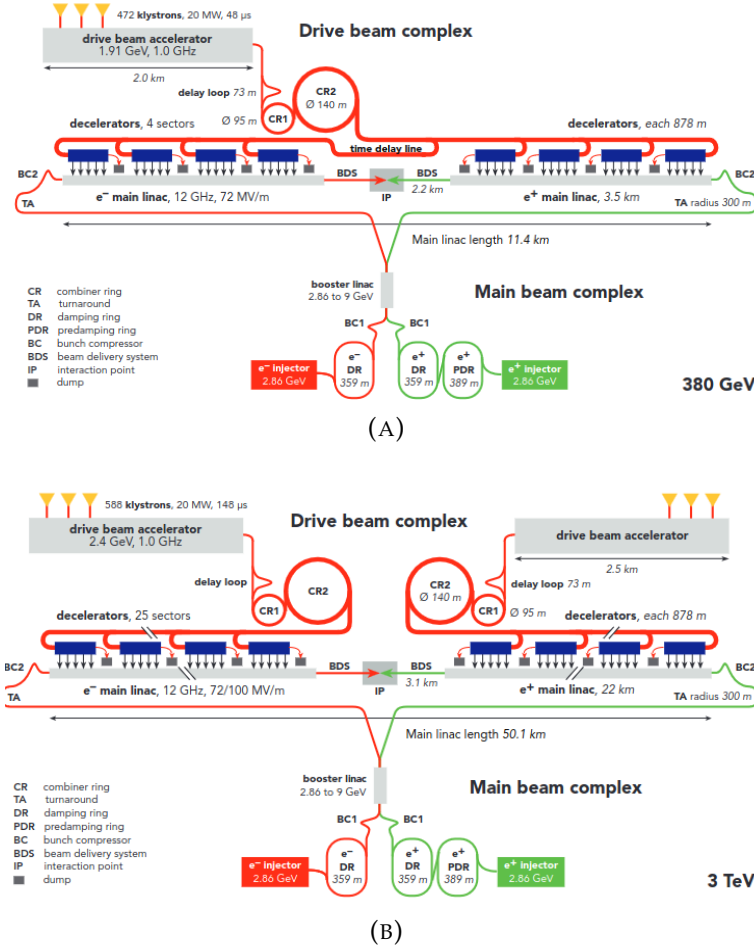 472 klystrons, 20 MW, 48 µs
Drive beam complex
drive beam accelerator
1.91 GeV, 1.0 GHz
2.0 km
delay loop 73 m
CR2
Ø 140 m
Ø 95 m
CR1
decelerators, 4 sectors
time delay line
decelerators, each 878 m
BC2
BDS
BDS
BC2
2.2 km
e⁻ main linac, 12 GHz, 72 MV/m
IP
e⁺ main linac, 3.5 km
TA
TA radius 300 m
Main linac length 11.4 km
booster linac
2.86 to 9 GeV
Main beam complex
CR combiner ring
TA turnaround
DR damping ring
PDR predamping ring
BC bunch compressor
BDS beam delivery system
IP interaction point
dump
BC1
BC1
e⁻ injector
2.86 GeV
e⁻
DR
359 m
e⁺
DR
359 m
e⁺
PDR
389 m
e⁺ injector
2.86 GeV
380 GeV
(A)
588 klystrons, 20 MW, 148 µs
Drive beam complex
drive beam accelerator
2.4 GeV, 1.0 GHz
drive beam accelerator
2.5 km
delay loop
CR2
CR1
CR2
Ø 140 m
delay loop 73 m
CR1
Ø 95 m
decelerators, 25 sectors
decelerators, each 878 m
BC2
BDS
BDS
BC2
3.1 km
e⁻ main linac, 12 GHz, 72/100 MV/m
IP
e⁺ main linac, 22 km
TA
TA radius 300 m
Main linac length 50.1 km
booster linac
2.86 to 9 GeV
Main beam complex
CR combiner ring
TA turnaround
DR damping ring
PDR predamping ring
BC bunch compressor
BDS beam delivery system
IP interaction point
dump
BC1
BC1
e⁻ injector
2.86 GeV
e⁻
DR
359 m
e⁺
DR
359 m
e⁺
PDR
389 m
e⁺ injector
2.86 GeV
3 TeV
(B)